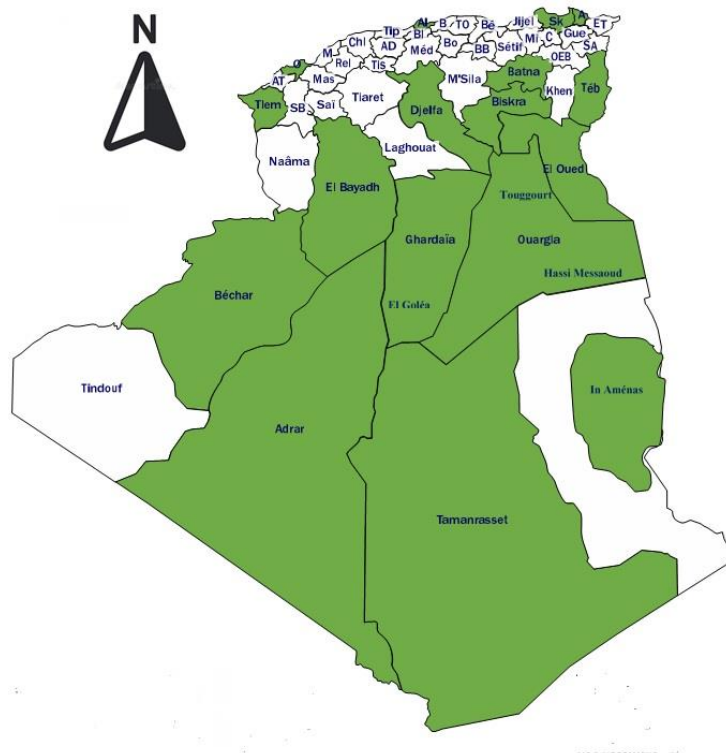 N
Al
B
TO
Bé
Jijel
Sk
A
ET
Tip
Bl
Mi
C
Gue
M
Chl
AD
Méd
Bo
BB
Sétif
SA
OEB
O
Rel
Tis
AT
Mas
Tiaret
M'Sila
Batna
Khen
Téb
Tlem
SB
Saï
Djelfa
Biskra
Naâma
Laghouat
El Oued
El Bayadh
Touggourt
Ghardaïa
Ouargla
Hassi Messaoud
Béchar
El Goléa
Tindouf
In Aménas
Adrar
Tamanrasset